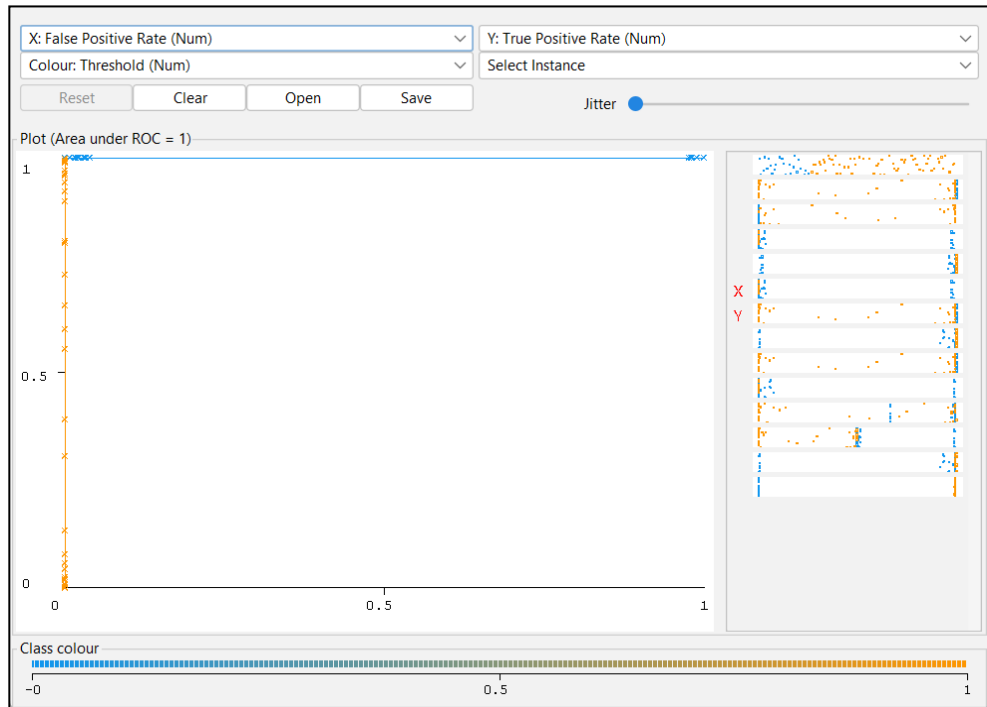 X: False Positive Rate (Num) Y: True Positive Rate (Num)
Colour: Threshold (Num) Select Instance
Reset Clear Open Save Jitter
Plot (Area under ROC = 1)
1
X
Y
0.5
0
0 0.5 1
Class colour
-0 0.5 1